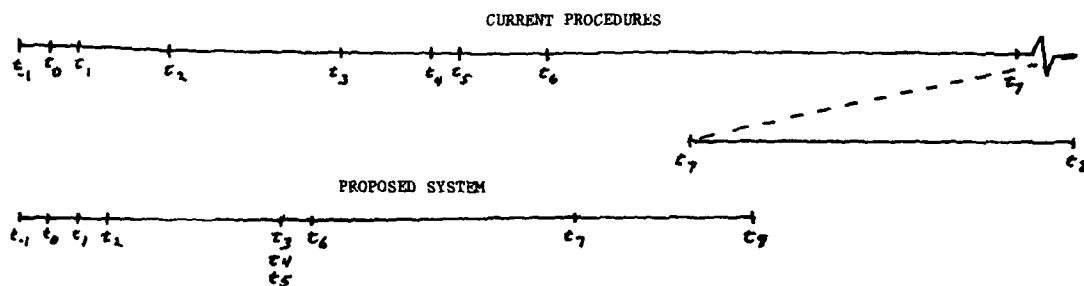 CURRENT PROCEDURES
t-1 t0 t1 t2 t3 t4 t5 t6 t7
t7 t8
PROPOSED SYSTEM
t-1 t0 t1 t2 t3 t6 t7 t8
t4
t5